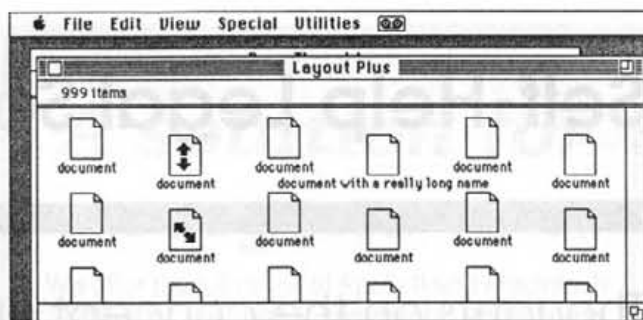 File Edit View Special Utilities
Layout Plus
999 items
document document document
document document with a really long name document
document document document
document document document